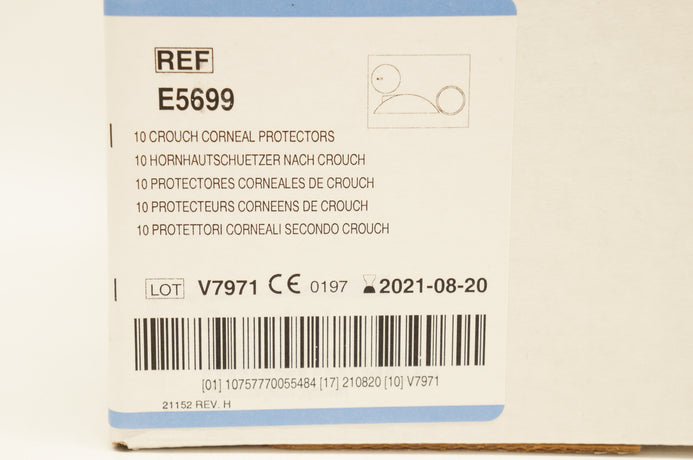 REF
E5699
10 CROUCH CORNEAL PROTECTORS
10 HORNHAUTSCHUETZER NACH CROUCH
10 PROTECTORES CORNEALES DE CROUCH
10 PROTECTEURS CORNEENS DE CROUCH
10 PROTETTORI CORNEALI SECONDO CROUCH
LOT V7971 CE 0197 2021-08-20
[01] 10757770055484 [17] 210820 [10] V7971
21152 REV. H